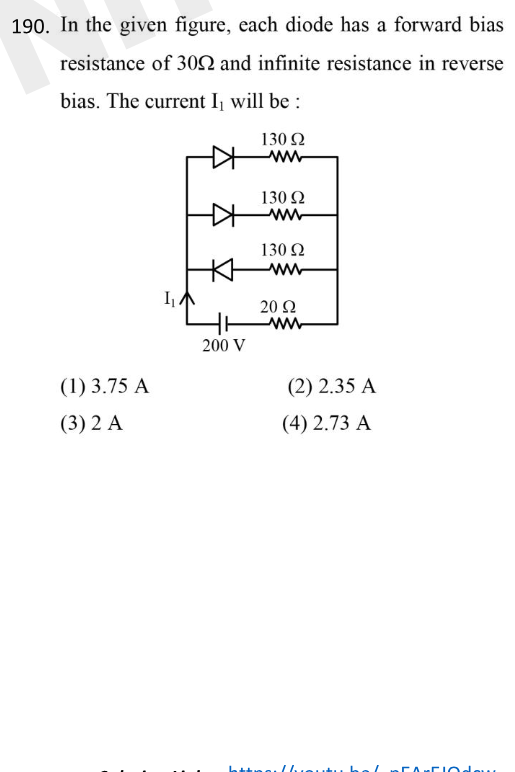 190. In the given figure, each diode has a forward bias
resistance of 30Ω and infinite resistance in reverse
bias. The current I₁ will be :
130 Ω
130 Ω
130 Ω
I₁
20 Ω
200 V
(1) 3.75 A (2) 2.35 A
(3) 2 A (4) 2.73 A